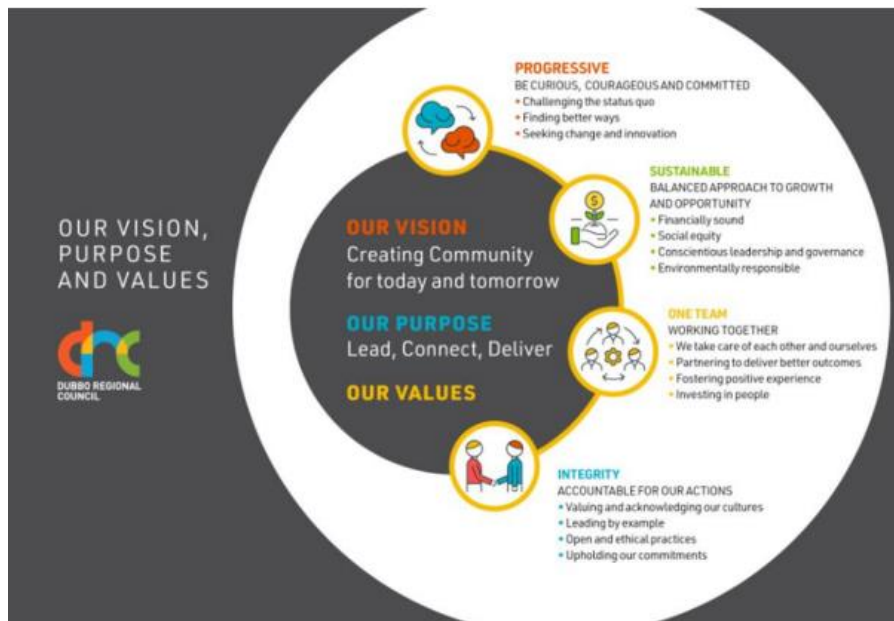 OUR VISION,
PURPOSE
AND VALUES
DUBBO REGIONAL
COUNCIL
OUR VISION
Creating Community
for today and tomorrow
OUR PURPOSE
Lead, Connect, Deliver
OUR VALUES
PROGRESSIVE
BE CURIOUS, COURAGEOUS AND COMMITTED
• Challenging the status quo
• Finding better ways
• Seeking change and innovation
SUSTAINABLE
BALANCED APPROACH TO GROWTH
AND OPPORTUNITY
• Financially sound
• Social equity
• Conscientious leadership and governance
• Environmentally responsible
ONE TEAM
WORKING TOGETHER
• We take care of each other and ourselves
• Partnering to deliver better outcomes
• Fostering positive experience
• Investing in people
INTEGRITY
ACCOUNTABLE FOR OUR ACTIONS
• Valuing and acknowledging our cultures
• Leading by example
• Open and ethical practices
• Upholding our commitments
drc
$